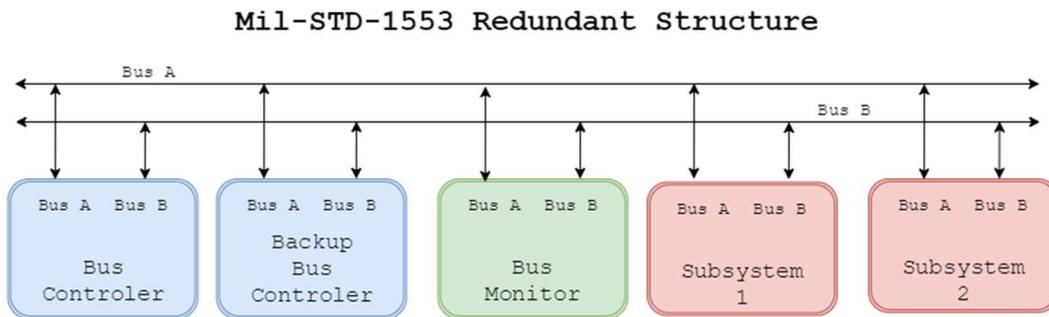 Mil-STD-1553 Redundant Structure
Bus A
Bus B
Bus A Bus B
Bus
Controler
Bus A Bus B
Backup
Bus
Controler
Bus A Bus B
Bus
Monitor
Bus A Bus B
Subsystem
1
Bus A Bus B
Subsystem
2